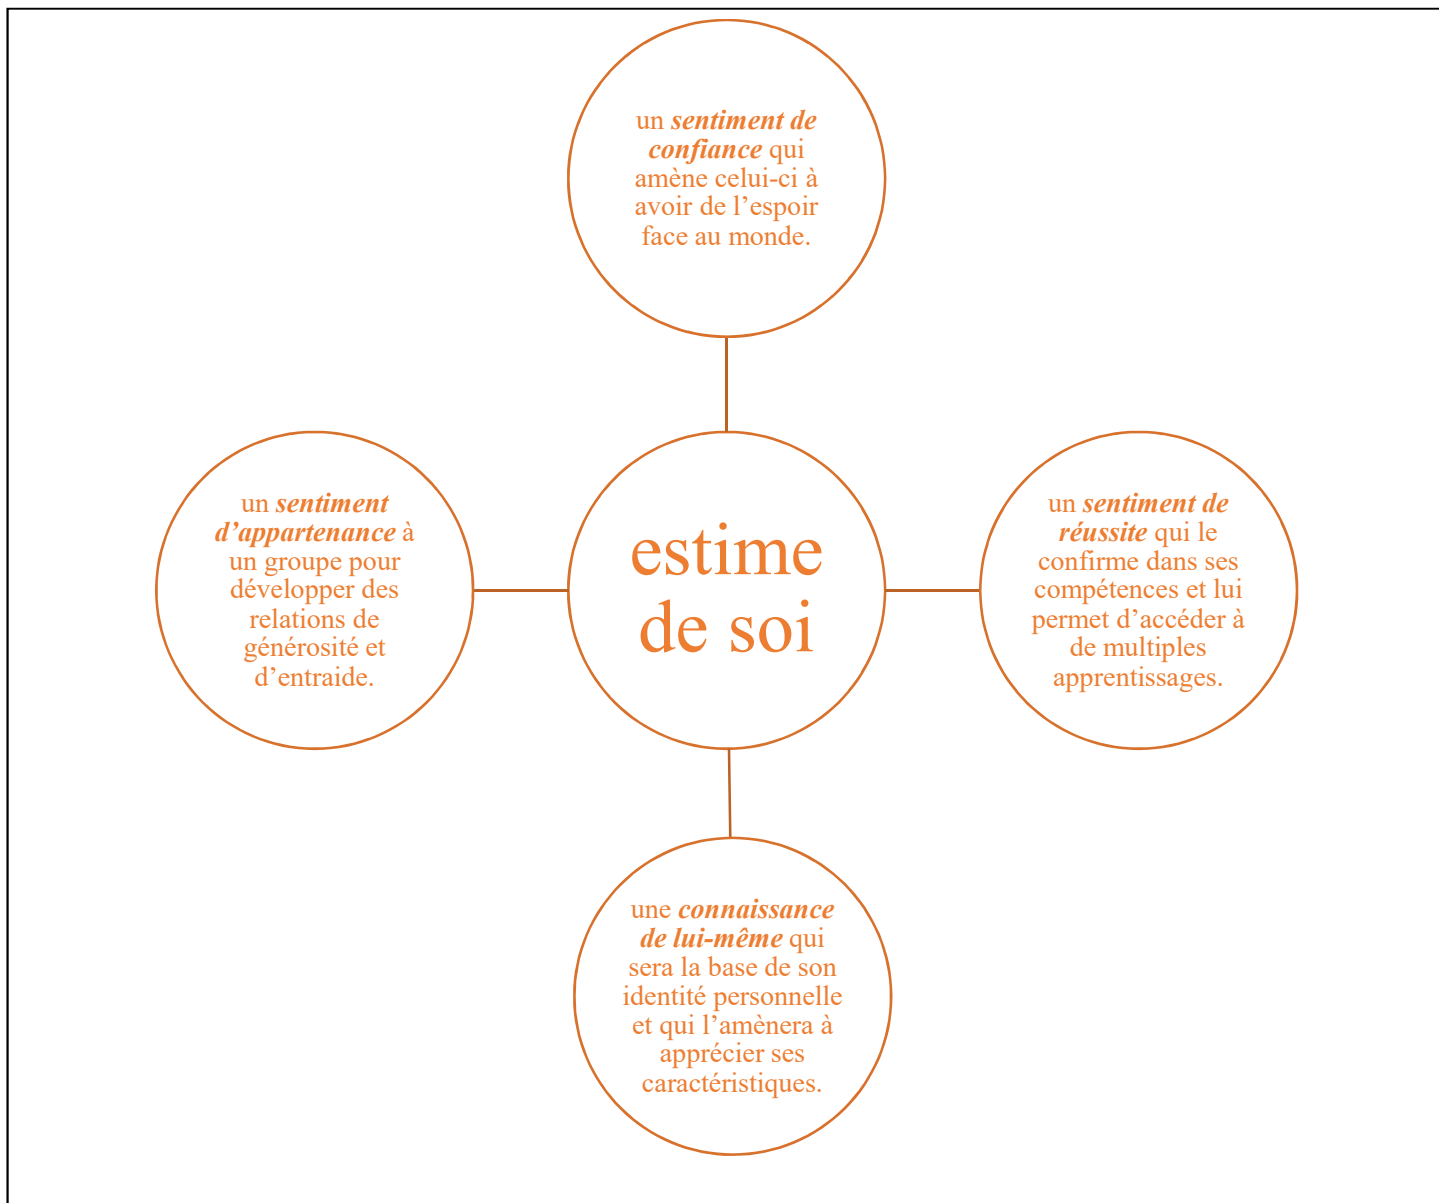 un sentiment de
confiance qui
amène celui-ci à
avoir de l’espoir
face au monde.
un sentiment
d’appartenance à
un groupe pour
développer des
relations de
générosité et
d’entraide.
estime
de soi
un sentiment de
réussite qui le
confirme dans ses
compétences et lui
permet d’accéder à
de multiples
apprentissages.
une connaissance
de lui-même qui
sera la base de son
identité personnelle
et qui l’amènera à
apprécier ses
caractéristiques.